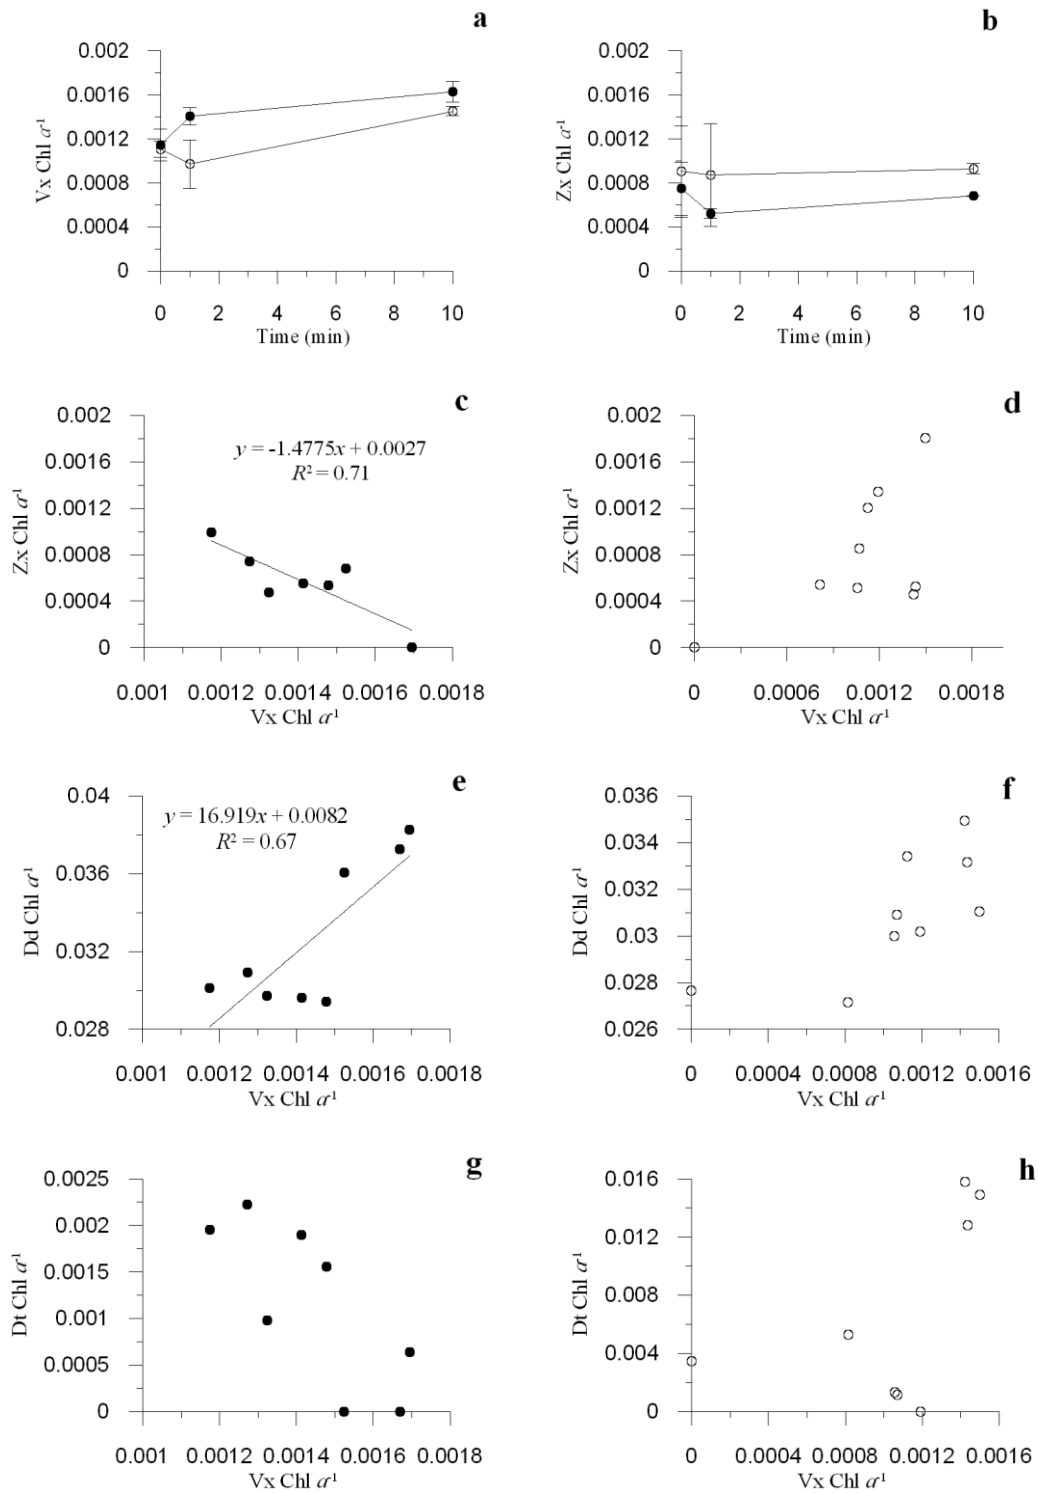 a
0.002
0.0016
0.0012
0.0008
0.0004
0
Vx Chl a⁻¹
0 2 4 6 8 10
Time (min)
b
0.002
0.0016
0.0012
0.0008
0.0004
0
Zx Chl a⁻¹
0 2 4 6 8 10
Time (min)
c
0.002
0.0016
0.0012
0.0008
0.0004
0
Zx Chl a⁻¹
y = -1.4775x + 0.0027
R² = 0.71
0.001 0.0012 0.0014 0.0016 0.0018
Vx Chl a⁻¹
d
0.002
0.0016
0.0012
0.0008
0.0004
0
Zx Chl a⁻¹
0 0.0006 0.0012 0.0018
Vx Chl a⁻¹
e
0.04
0.036
0.032
0.028
Dd Chl a⁻¹
y = 16.919x + 0.0082
R² = 0.67
0.001 0.0012 0.0014 0.0016 0.0018
Vx Chl a⁻¹
f
0.036
0.034
0.032
0.03
0.028
0.026
Dd Chl a⁻¹
0 0.0004 0.0008 0.0012 0.0016
Vx Chl a⁻¹
g
0.0025
0.002
0.0015
0.001
0.0005
0
Dt Chl a⁻¹
0.001 0.0012 0.0014 0.0016 0.0018
Vx Chl a⁻¹
h
0.016
0.012
0.008
0.004
0
Dt Chl a⁻¹
0 0.0004 0.0008 0.0012 0.0016
Vx Chl a⁻¹